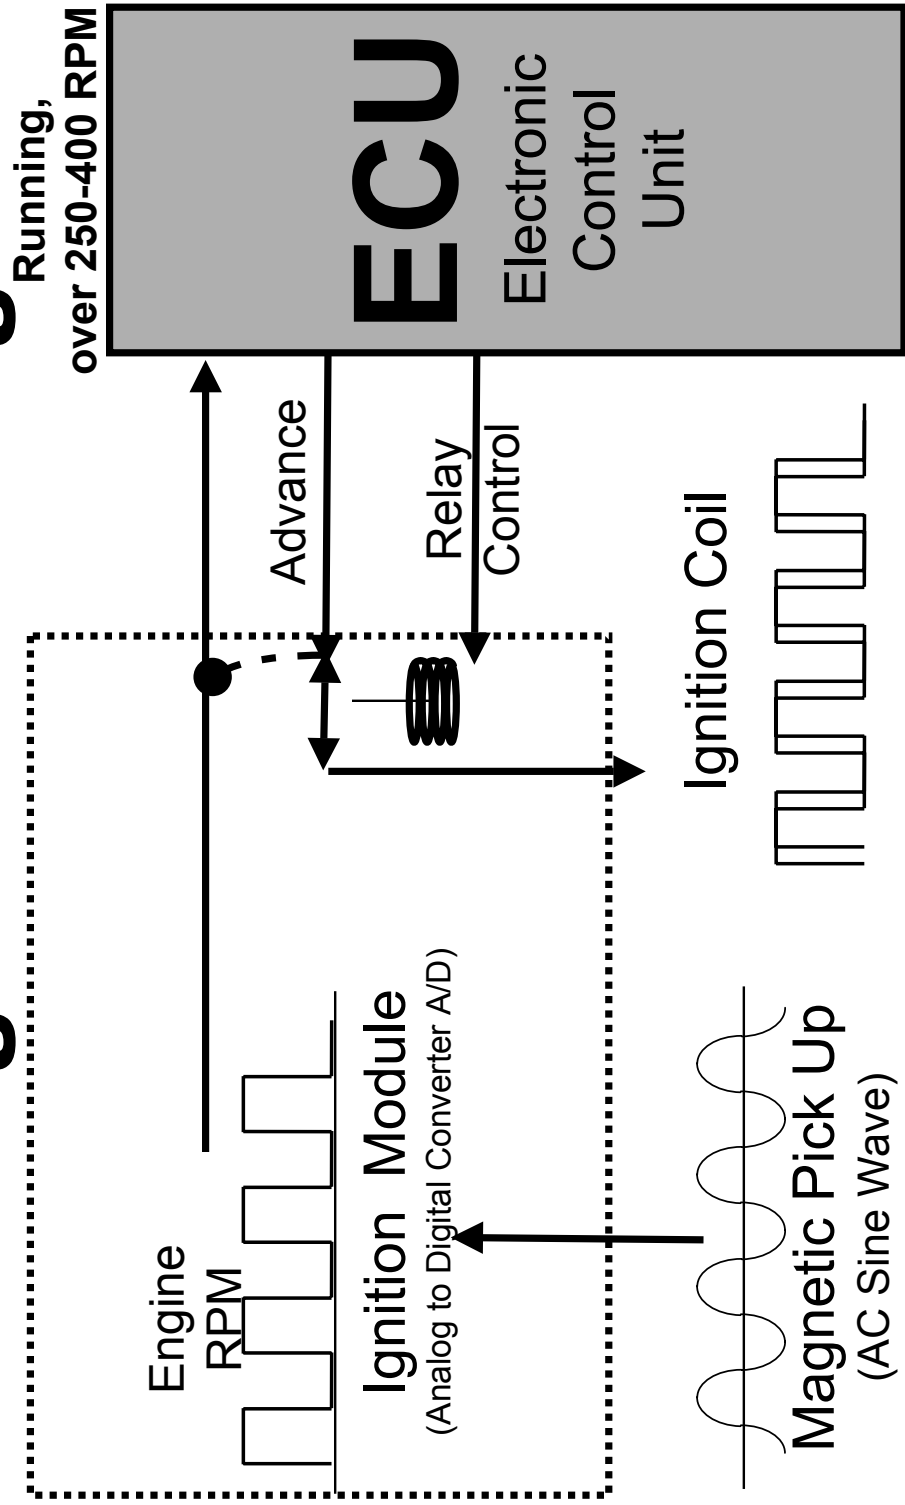 Running,
over 250-400 RPM
ECU
Electronic
Control
Unit
Advance
Relay
Control
Ignition Coil
Engine
RPM
Ignition Module
(Analog to Digital Converter A/D)
Magnetic Pick Up
(AC Sine Wave)